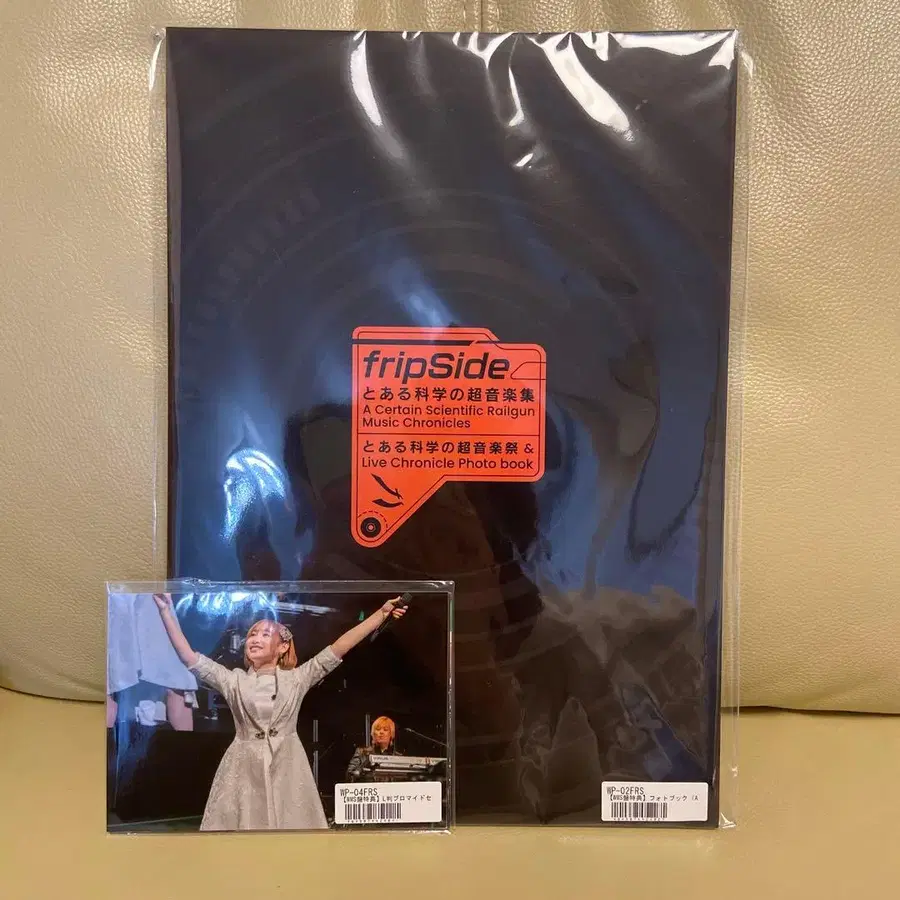 fripSide
とある科学の超音楽集
A Certain Scientific Railgun
Music Chronicles
とある科学の超音楽祭 &
Live Chronicle Photo book
WP-04FRS
【WMS盤特典】L判ブロマイドセ
WP-02FRS
【WMS盤特典】フォトブック (A